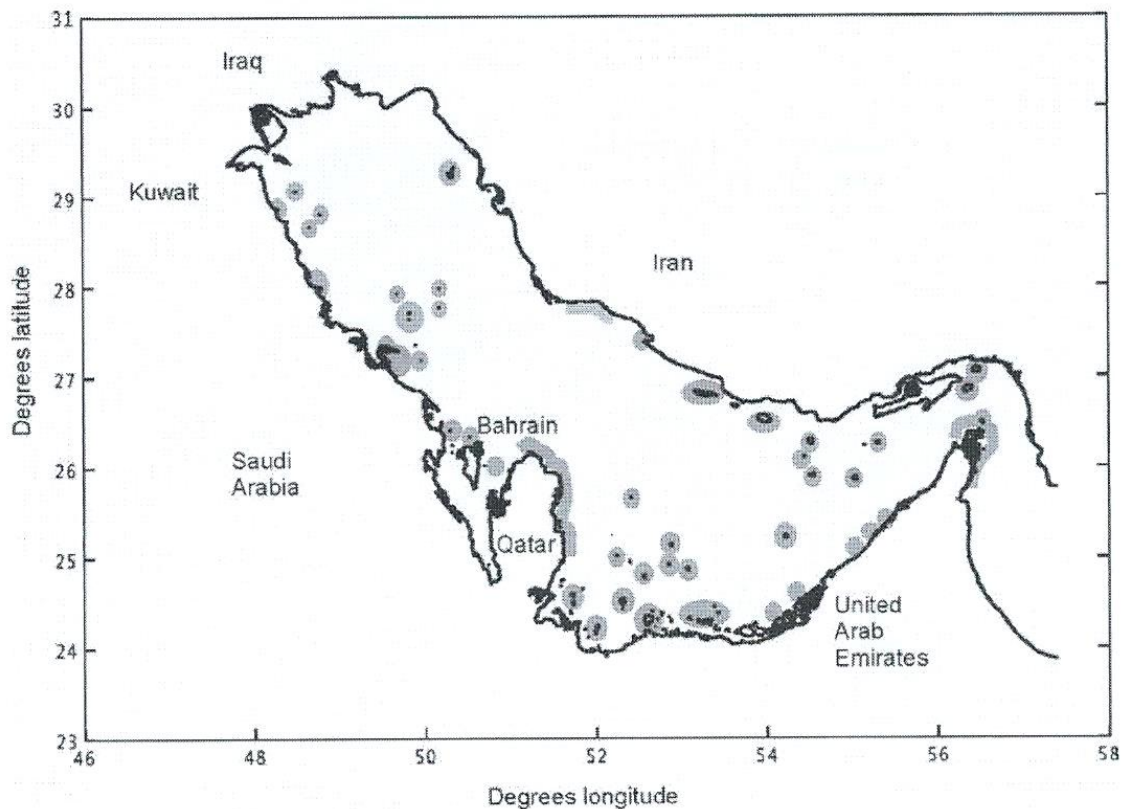 31
Iraq
30
Kuwait
29
Iran
28
Degrees latitude
27
Bahrain
26
Saudi
Arabia
25
Qatar
United
Arab
Emirates
24
23
46
48
50
52
54
56
58
Degrees longitude